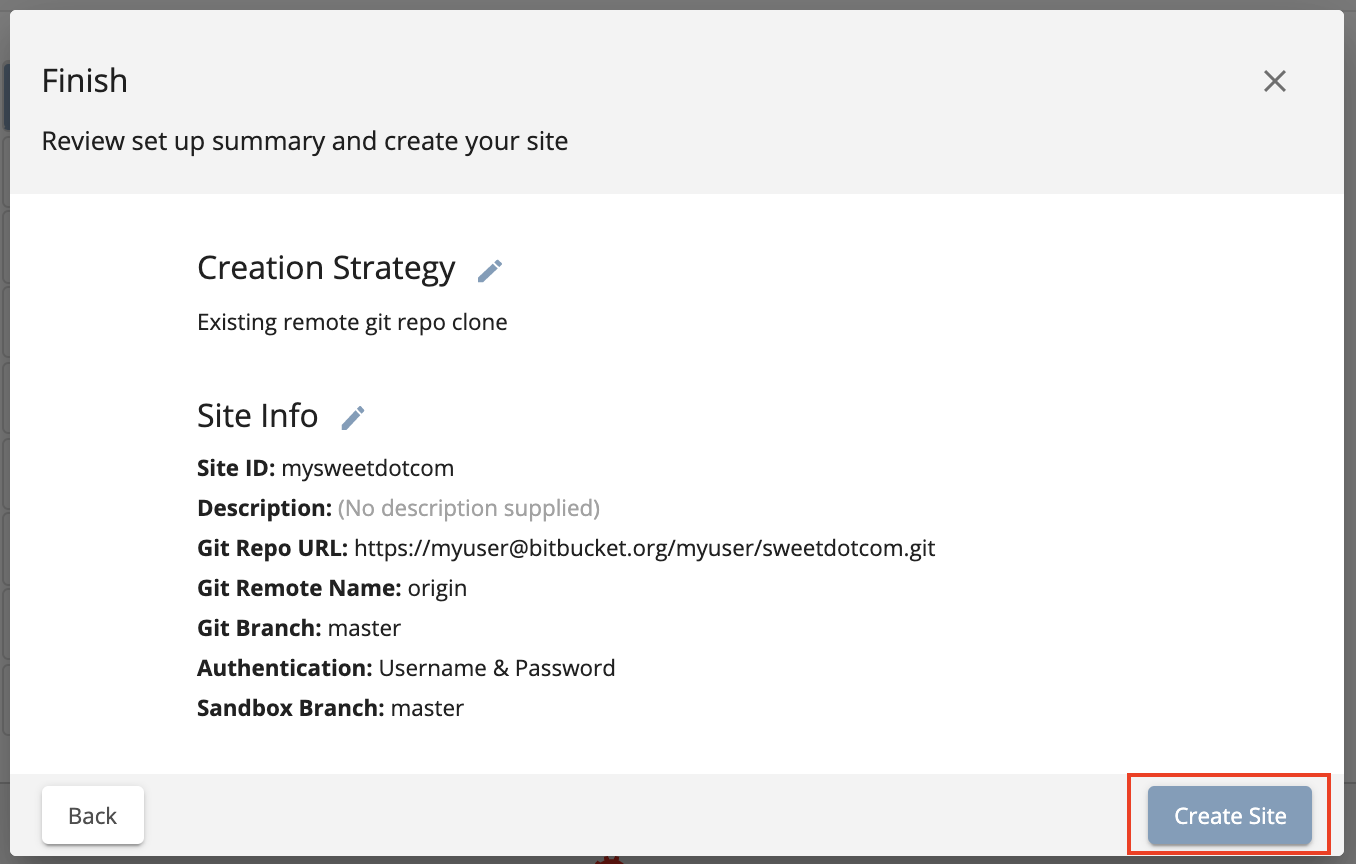 Finish
Review set up summary and create your site
Creation Strategy
Existing remote git repo clone
Site Info
Site ID: mysweetdotcom
Description: (No description supplied)
Git Repo URL: https://myuser@bitbucket.org/myuser/sweetdotcom.git
Git Remote Name: origin
Git Branch: master
Authentication: Username & Password
Sandbox Branch: master
Back
Create Site